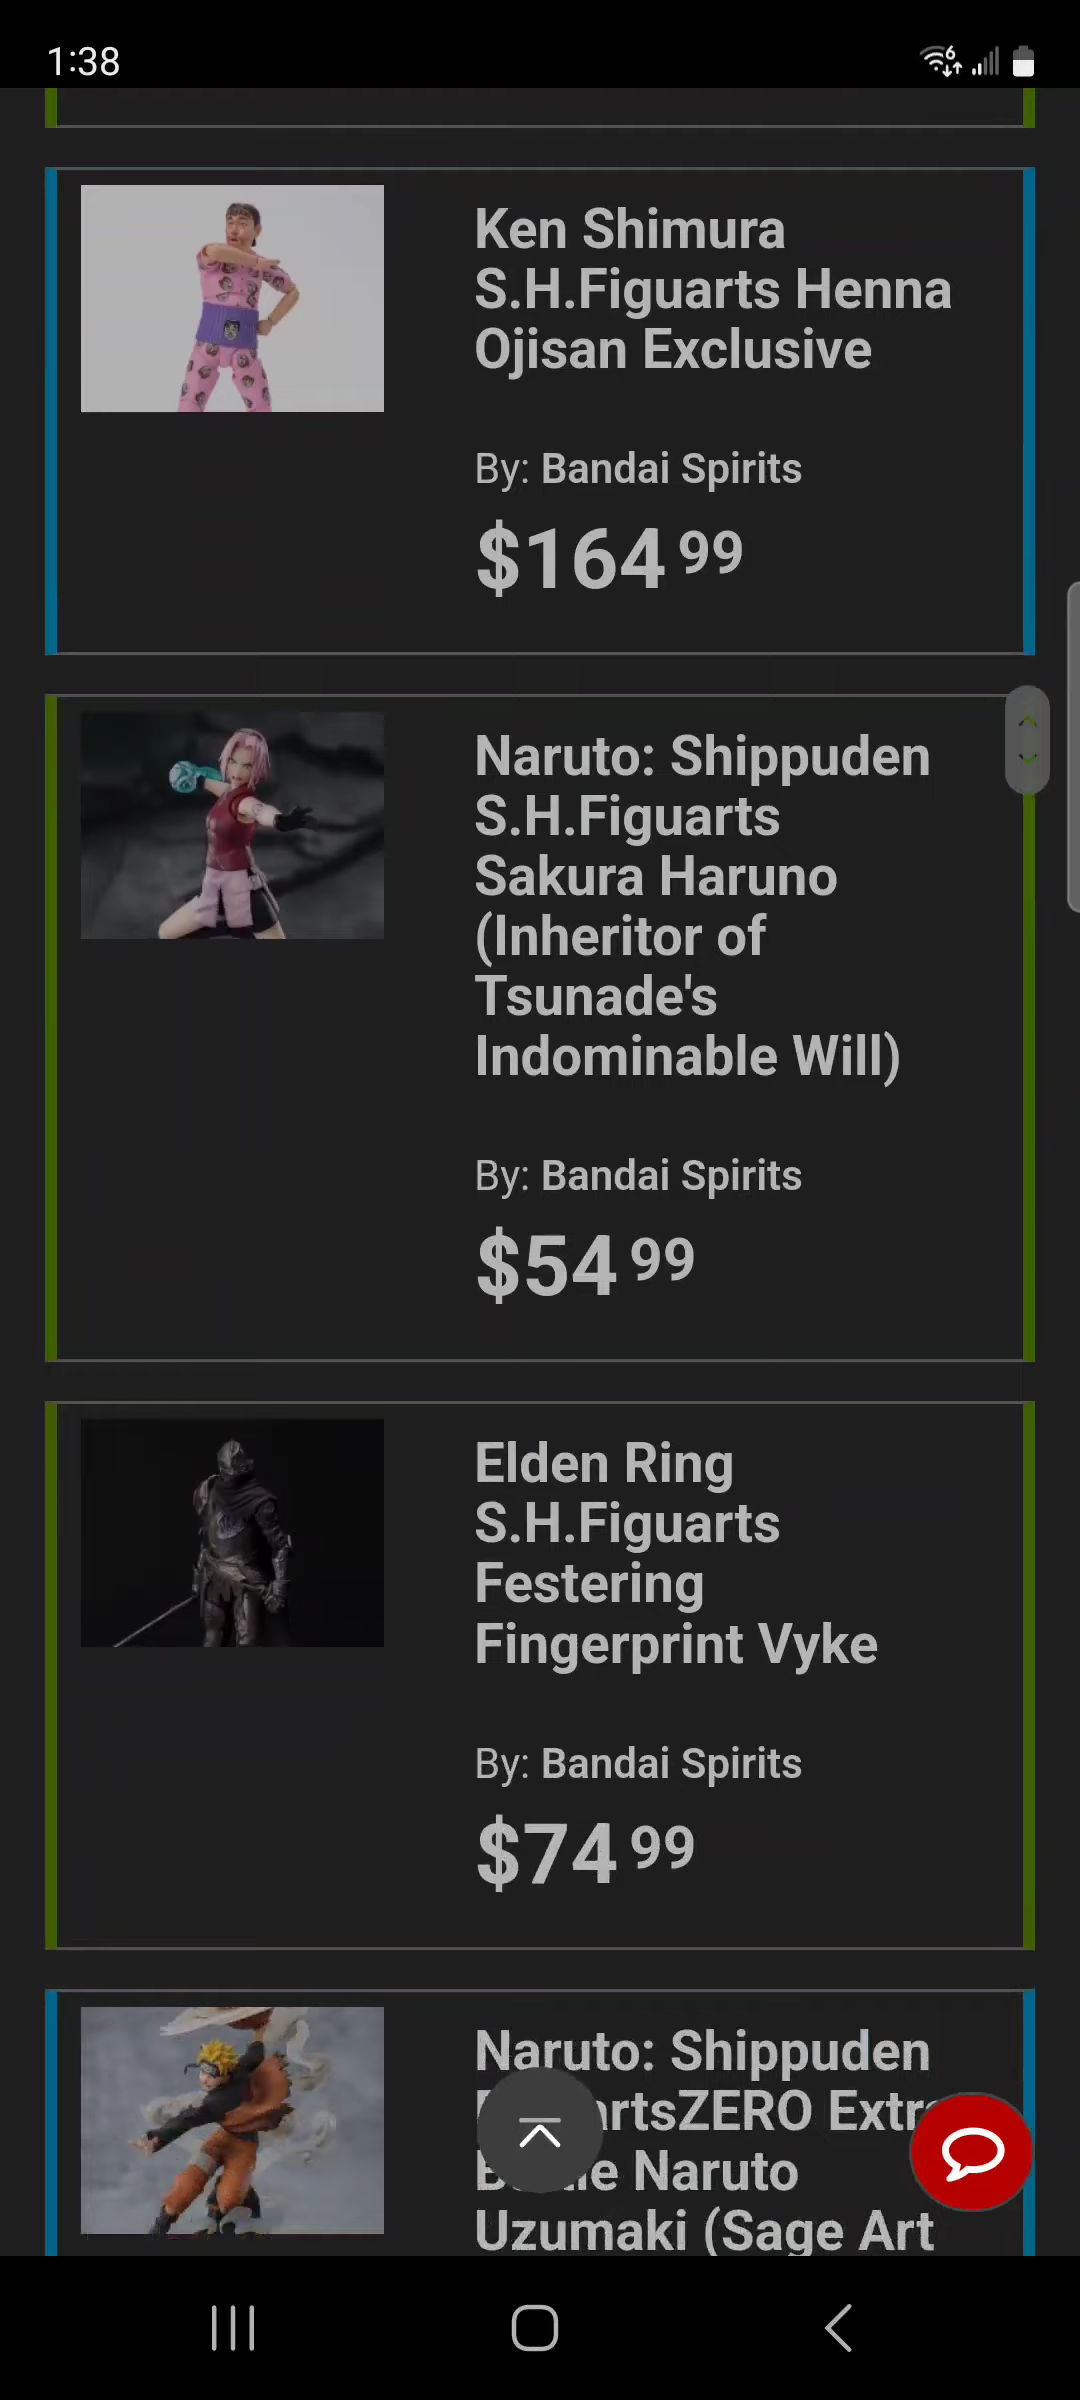 1:38
Ken Shimura
S.H.Figuarts Henna
Ojisan Exclusive
By: Bandai Spirits
$164 99
Naruto: Shippuden
S.H.Figuarts
Sakura Haruno
(Inheritor of
Tsunade's
Indominable Will)
By: Bandai Spirits
$54 99
Elden Ring
S.H.Figuarts
Festering
Fingerprint Vyke
By: Bandai Spirits
$74 99
Naruto: Shippuden
Naruto
Uzumaki (Sage Art